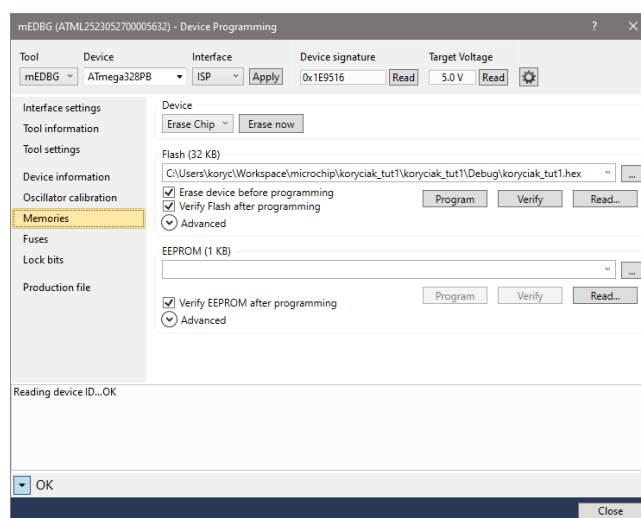 mEDBG (ATML2523052700005632) - Device Programming
Tool Device Interface Device signature Target Voltage
mEDBG ATmega328PB ISP Apply 0x1E9516 Read 5.0 V Read
Interface settings
Tool information
Tool settings
Device information
Oscillator calibration
Memories
Fuses
Lock bits
Production file
Device
Erase Chip Erase now
Flash (32 KB)
C:\Users\koryc\Workspace\microchip\koryciak_tut1\koryciak_tut1\Debug\koryciak_tut1.hex ...
Erase device before programming
Verify Flash after programming
Program Verify Read...
Advanced
EEPROM (1 KB)
...
Program Verify Read...
Verify EEPROM after programming
Advanced
Reading device ID...OK
OK
Close